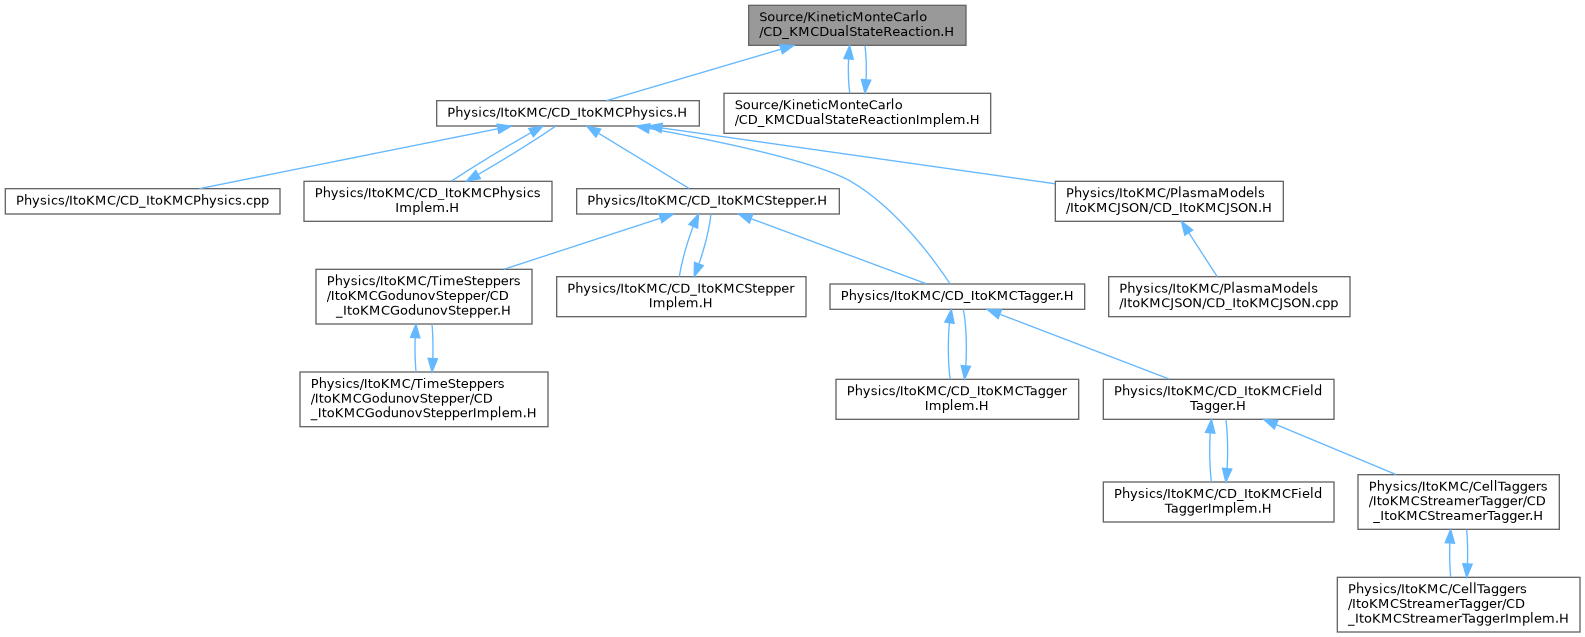 Source/KineticMonteCarlo
/CD_KMCDualStateReaction.H
Physics/ItoKMC/CD_ItoKMCPhysics.H
Source/KineticMonteCarlo
/CD_KMCDualStateReactionImplem.H
Physics/ItoKMC/CD_ItoKMCPhysics.cpp
Physics/ItoKMC/CD_ItoKMCPhysics
Implem.H
Physics/ItoKMC/CD_ItoKMCStepper.H
Physics/ItoKMC/PlasmaModels
/ItoKMCJSON/CD_ItoKMCJSON.H
Physics/ItoKMC/TimeSteppers
/ItoKMCGodunovStepper/CD
_ItoKMCGodunovStepper.H
Physics/ItoKMC/CD_ItoKMCStepper
Implem.H
Physics/ItoKMC/CD_ItoKMCTagger.H
Physics/ItoKMC/PlasmaModels
/ItoKMCJSON/CD_ItoKMCJSON.cpp
Physics/ItoKMC/TimeSteppers
/ItoKMCGodunovStepper/CD
_ItoKMCGodunovStepperImplem.H
Physics/ItoKMC/CD_ItoKMCTagger
Implem.H
Physics/ItoKMC/CD_ItoKMCField
Tagger.H
Physics/ItoKMC/CD_ItoKMCField
TaggerImplem.H
Physics/ItoKMC/CellTaggers
/ItoKMCStreamerTagger/CD
_ItoKMCStreamerTagger.H
Physics/ItoKMC/CellTaggers
/ItoKMCStreamerTagger/CD
_ItoKMCStreamerTaggerImplem.H